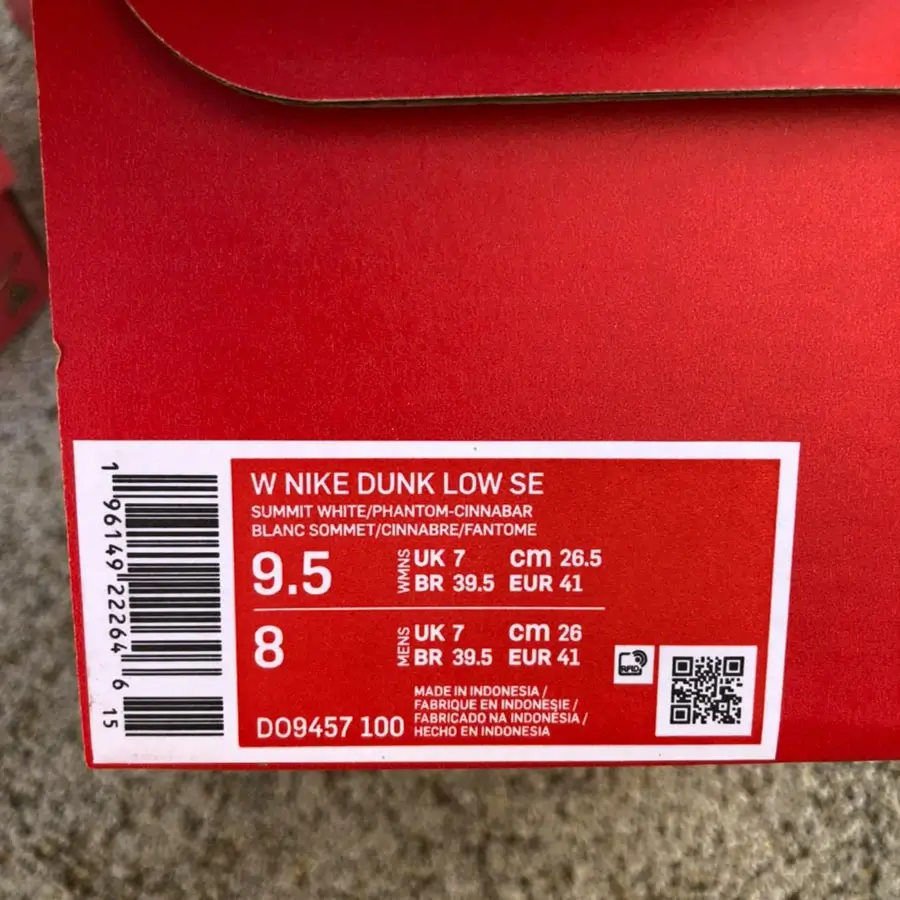 W NIKE DUNK LOW SE
SUMMIT WHITE/PHANTOM-CINNABAR
BLANC SOMMET/CINNABRE/FANTOME
9.5 WMNS UK 7 cm 26.5
BR 39.5 EUR 41
8 MENS UK 7 cm 26
BR 39.5 EUR 41
MADE IN INDONESIA /
FABRIQUE EN INDONESIE /
FABRICADO NA INDONÉSIA /
DO9457 100 HECHO EN INDONESIA
RFID
1 96149 22264 6 15